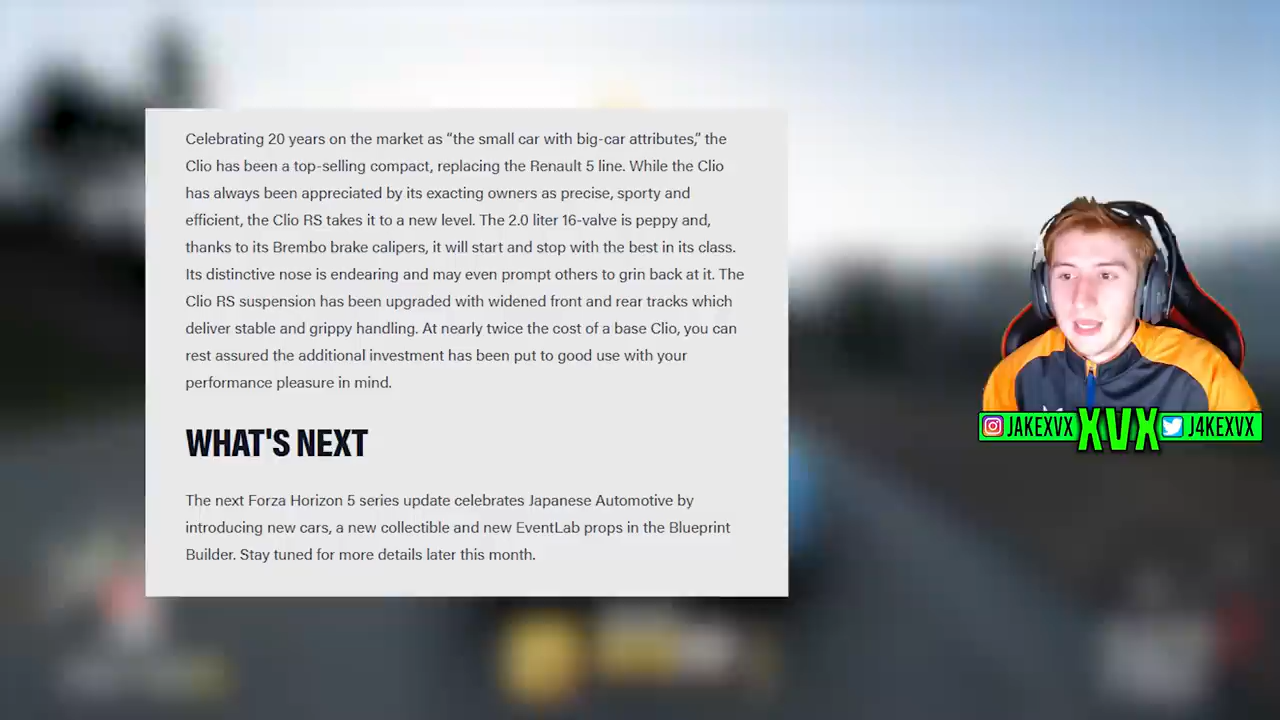 Celebrating 20 years on the market as “the small car with big-car attributes,” the
Clio has been a top-selling compact, replacing the Renault 5 line. While the Clio
has always been appreciated by its exacting owners as precise, sporty and
efficient, the Clio RS takes it to a new level. The 2.0 liter 16-valve is peppy and,
thanks to its Brembo brake calipers, it will start and stop with the best in its class.
Its distinctive nose is endearing and may even prompt others to grin back at it. The
Clio RS suspension has been upgraded with widened front and rear tracks which
deliver stable and grippy handling. At nearly twice the cost of a base Clio, you can
rest assured the additional investment has been put to good use with your
performance pleasure in mind.
WHAT'S NEXT
The next Forza Horizon 5 series update celebrates Japanese Automotive by
introducing new cars, a new collectible and new EventLab props in the Blueprint
Builder. Stay tuned for more details later this month.
JAKEXVX XVX J4KEXVX